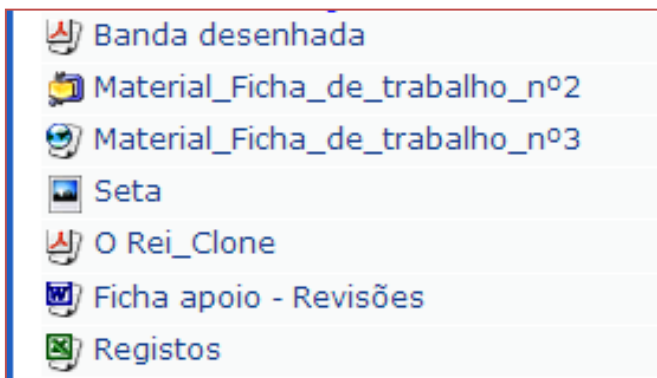 Banda desenhada
Material_Ficha_de_trabalho_nº2
Material_Ficha_de_trabalho_nº3
Seta
O Rei_Clone
Ficha apoio - Revisões
Registos